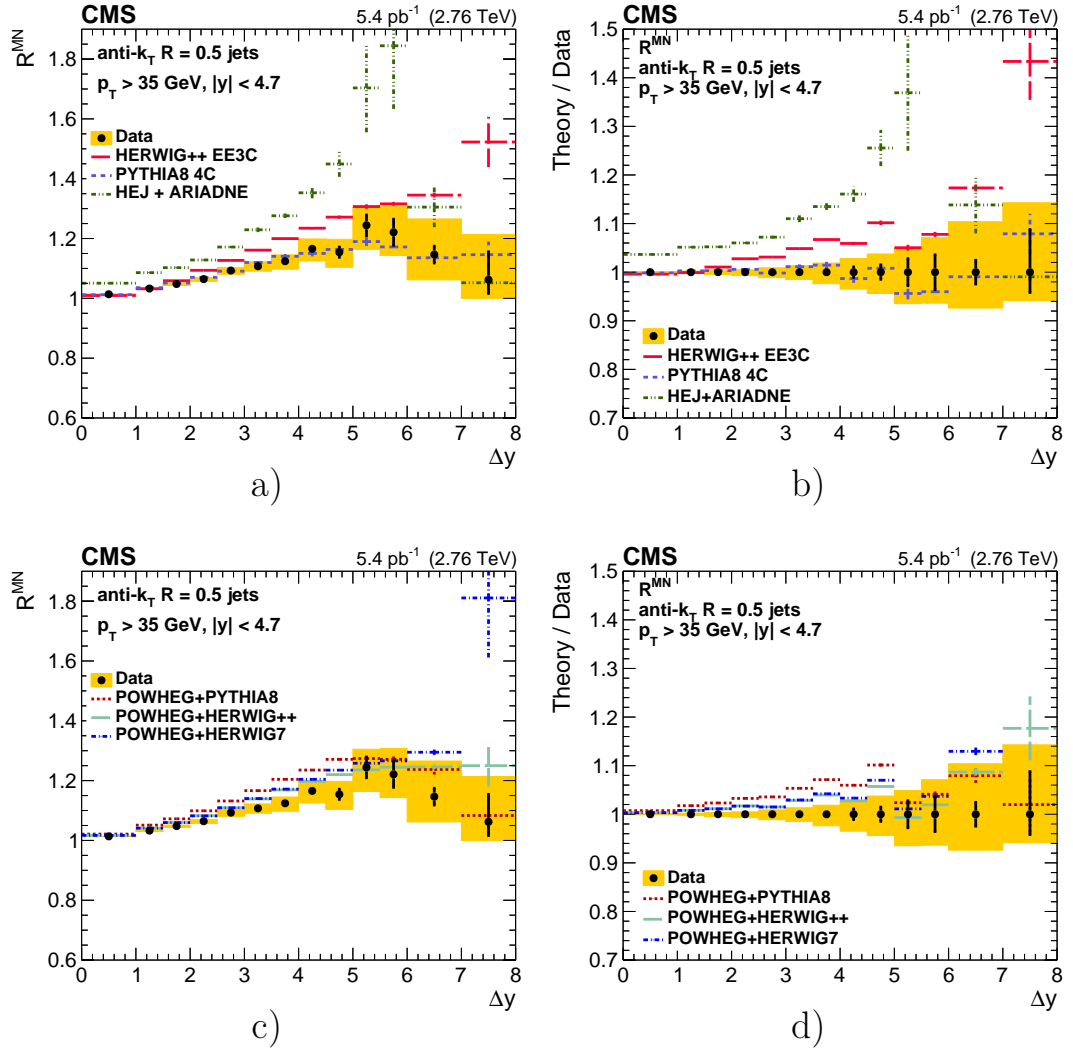 CMS 5.4 pb⁻¹ (2.76 TeV)
R^MN
anti-k_T R = 0.5 jets
p_T > 35 GeV, |y| < 4.7
Data
HERWIG++ EE3C
PYTHIA8 4C
HEJ + ARIADNE
1.8
1.6
1.4
1.2
1
0.8
0.6
0 1 2 3 4 5 6 7 8
Δy
a)
CMS 5.4 pb⁻¹ (2.76 TeV)
Theory / Data
R^MN
anti-k_T R = 0.5 jets
p_T > 35 GeV, |y| < 4.7
Data
HERWIG++ EE3C
PYTHIA8 4C
HEJ+ARIADNE
1.5
1.4
1.3
1.2
1.1
1
0.9
0.8
0.7
0 1 2 3 4 5 6 7 8
Δy
b)
CMS 5.4 pb⁻¹ (2.76 TeV)
R^MN
anti-k_T R = 0.5 jets
p_T > 35 GeV, |y| < 4.7
Data
POWHEG+PYTHIA8
POWHEG+HERWIG++
POWHEG+HERWIG7
1.8
1.6
1.4
1.2
1
0.8
0.6
0 1 2 3 4 5 6 7 8
Δy
c)
CMS 5.4 pb⁻¹ (2.76 TeV)
Theory / Data
R^MN
anti-k_T R = 0.5 jets
p_T > 35 GeV, |y| < 4.7
Data
POWHEG+PYTHIA8
POWHEG+HERWIG++
POWHEG+HERWIG7
1.5
1.4
1.3
1.2
1.1
1
0.9
0.8
0.7
0 1 2 3 4 5 6 7 8
Δy
d)